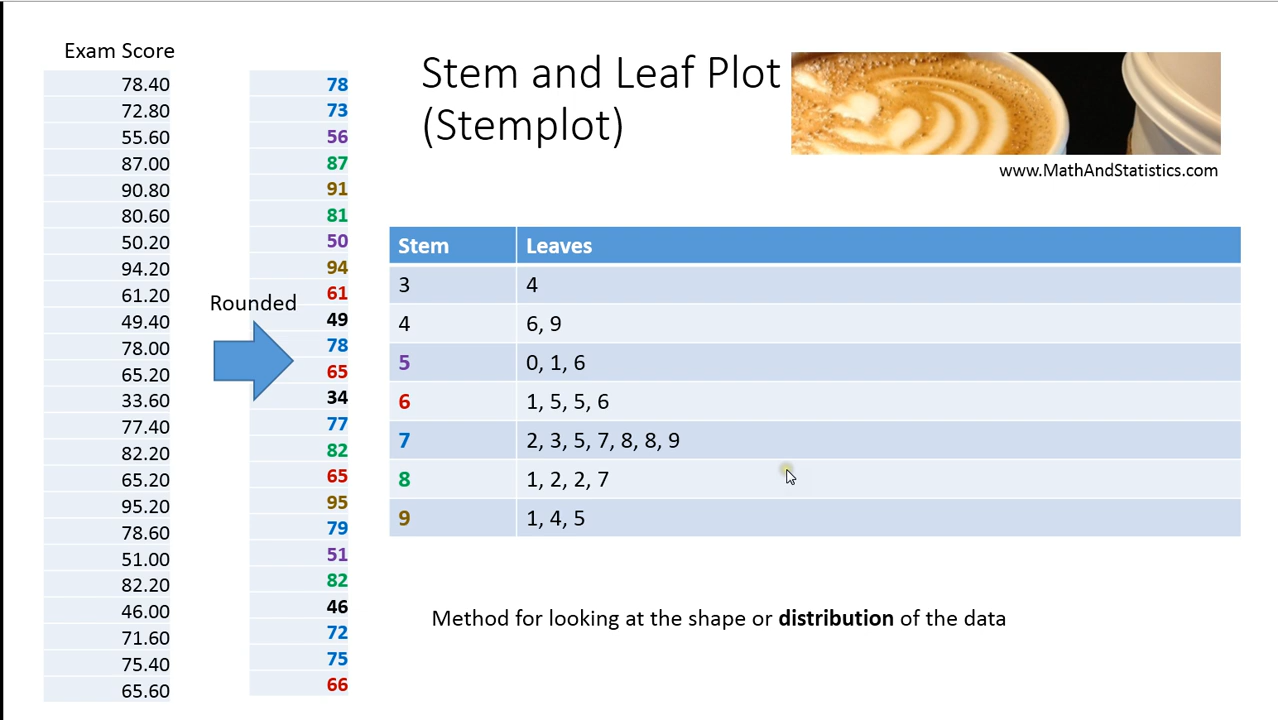 Exam Score
78.40 78
72.80 73
55.60 56
87.00 87
90.80 91
80.60 81
50.20 50
94.20 94
61.20 61
49.40 49
78.00 78
65.20 65
33.60 34
77.40 77
82.20 82
65.20 65
95.20 95
78.60 79
51.00 51
82.20 82
46.00 46
71.60 72
75.40 75
65.60 66
Rounded
Stem and Leaf Plot
(Stemplot)
www.MathAndStatistics.com
Stem Leaves
3 4
4 6, 9
5 0, 1, 6
6 1, 5, 5, 6
7 2, 3, 5, 7, 8, 8, 9
8 1, 2, 2, 7
9 1, 4, 5
Method for looking at the shape or distribution of the data